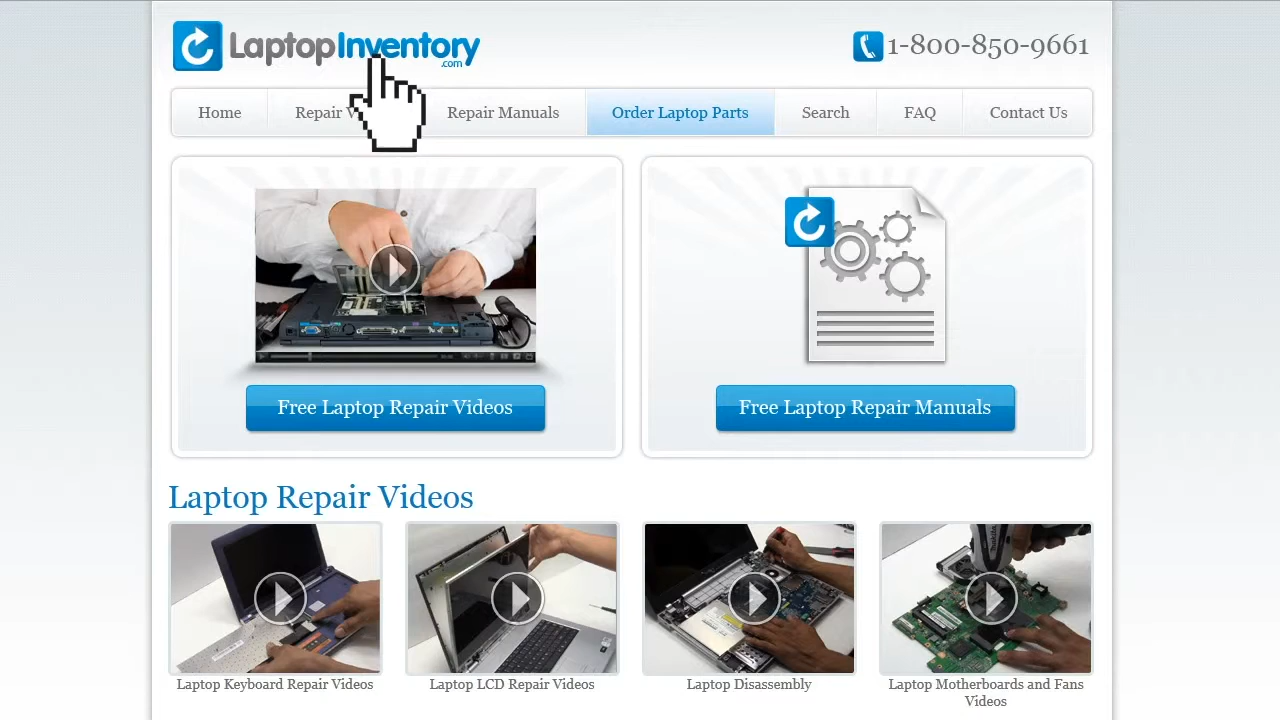 LaptopInventory
.com
1-800-850-9661
Home
Repair V
Repair Manuals
Order Laptop Parts
Search
FAQ
Contact Us
Free Laptop Repair Videos
Free Laptop Repair Manuals
Laptop Repair Videos
Laptop Keyboard Repair Videos
Laptop LCD Repair Videos
Laptop Disassembly
Laptop Motherboards and Fans
Videos